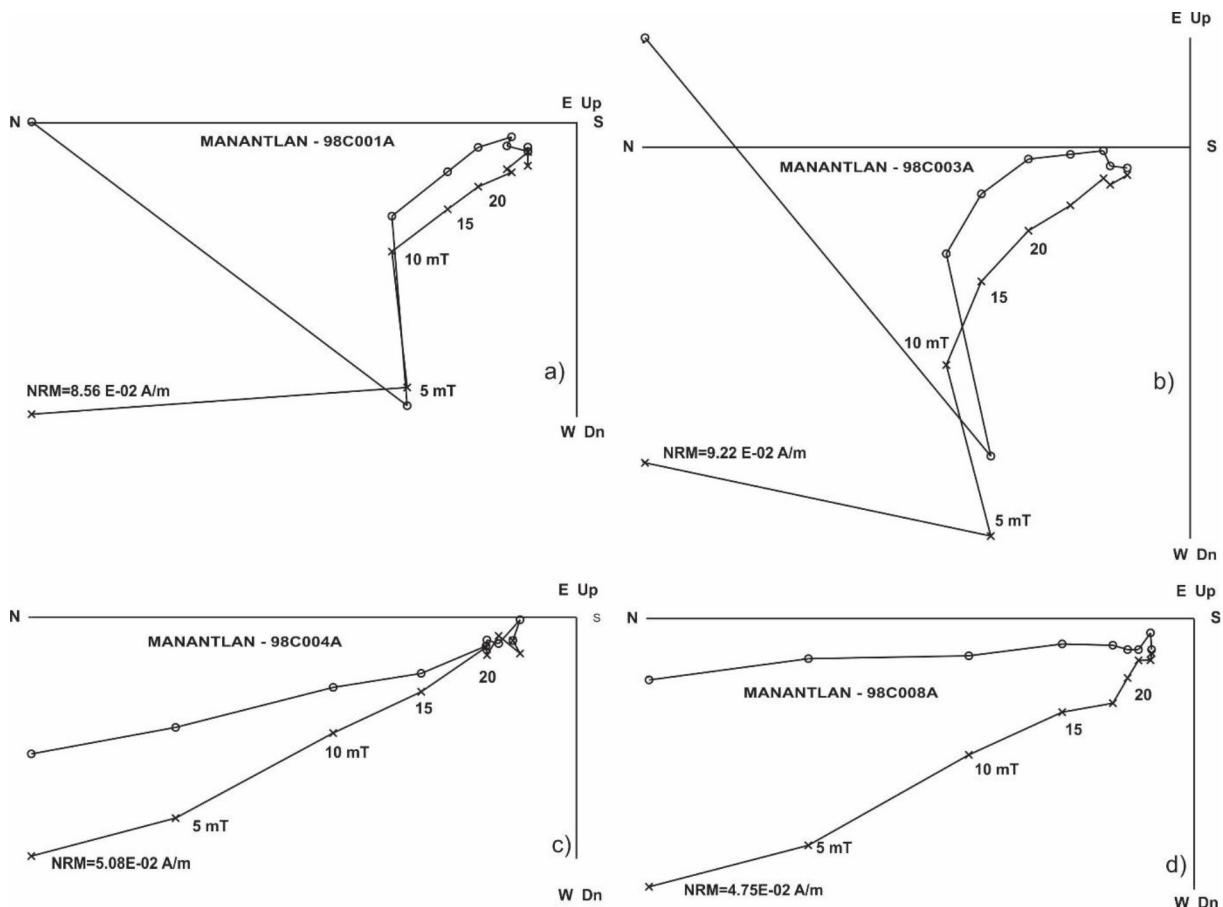 E Up
N
S
MANANTLAN - 98C001A
20
15
10 mT
a)
NRM=8.56 E-02 A/m
5 mT
W Dn
E Up
N
S
MANANTLAN - 98C003A
20
15
10 mT
b)
NRM=9.22 E-02 A/m
5 mT
W Dn
E Up
N
S
MANANTLAN - 98C004A
20
15
10 mT
5 mT
c)
NRM=5.08E-02 A/m
W Dn
E Up
N
S
MANANTLAN - 98C008A
20
15
10 mT
5 mT
d)
NRM=4.75E-02 A/m
W Dn